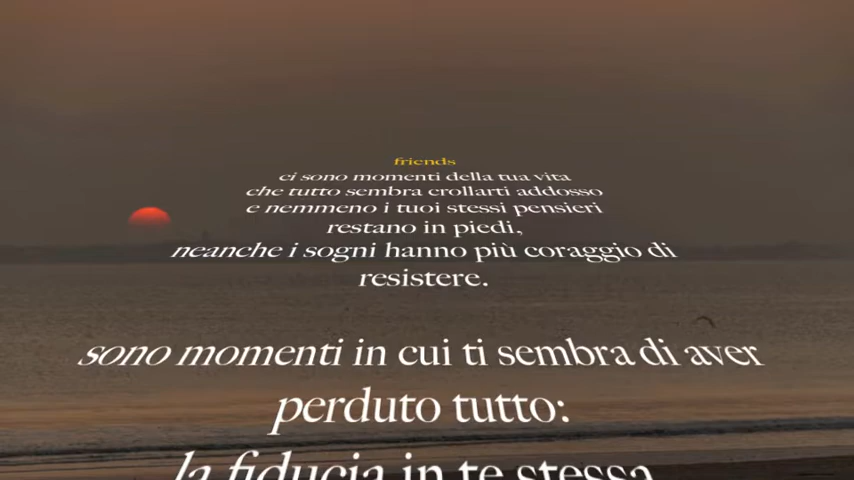 friends
ci sono momenti della tua vita
che tutto sembra crollarti addosso
e nemmeno i tuoi stessi pensieri
restano in piedi,
neanche i sogni hanno più coraggio di
resistere.
sono momenti in cui ti sembra di aver
perduto tutto:
la fiducia in te stessa